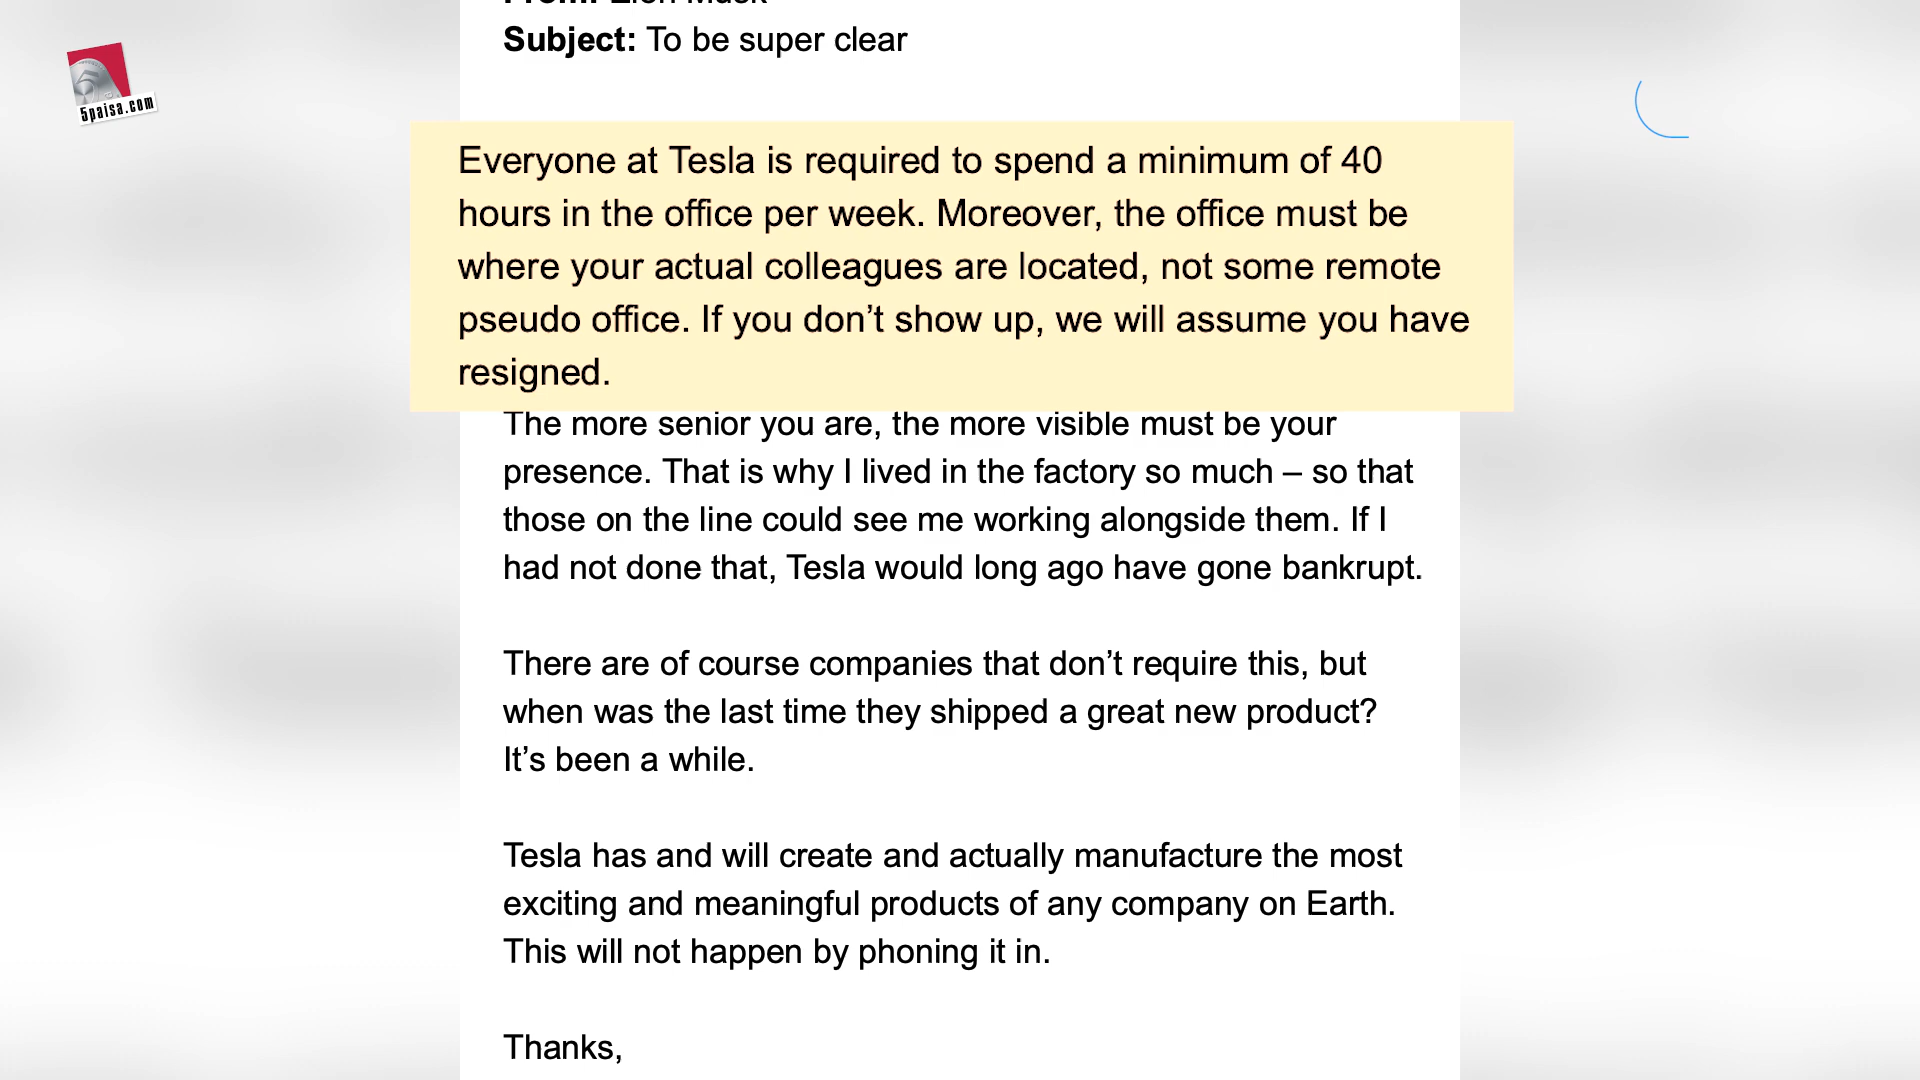 From: Elon Musk
Subject: To be super clear
5paisa.com
Everyone at Tesla is required to spend a minimum of 40
hours in the office per week. Moreover, the office must be
where your actual colleagues are located, not some remote
pseudo office. If you don’t show up, we will assume you have
resigned.
The more senior you are, the more visible must be your
presence. That is why I lived in the factory so much – so that
those on the line could see me working alongside them. If I
had not done that, Tesla would long ago have gone bankrupt.
There are of course companies that don’t require this, but
when was the last time they shipped a great new product?
It’s been a while.
Tesla has and will create and actually manufacture the most
exciting and meaningful products of any company on Earth.
This will not happen by phoning it in.
Thanks,